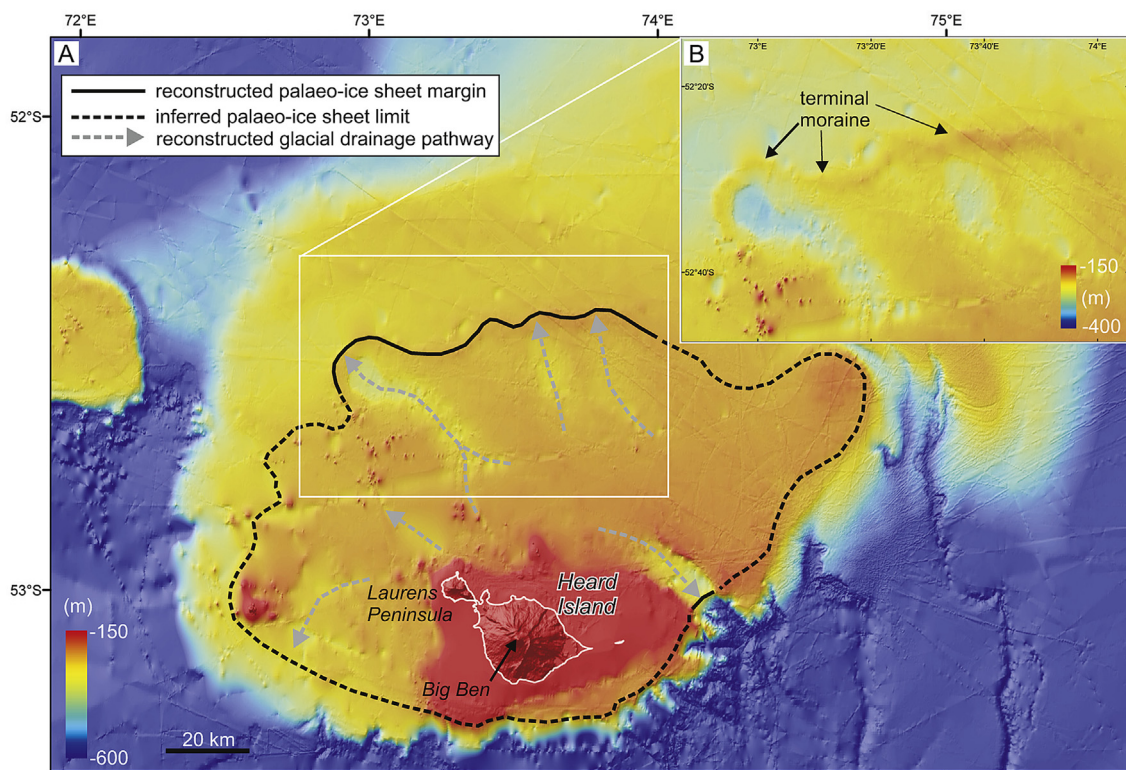 72°E
73°E
74°E
75°E
A
reconstructed palaeo-ice sheet margin
inferred palaeo-ice sheet limit
reconstructed glacial drainage pathway
52°S
53°S
B
73°E
73°20'E
73°40'E
74°E
52°20'S
52°40'S
terminal
moraine
-150
(m)
-400
Laurens
Peninsula
Heard
Island
Big Ben
(m)
-150
-600
20 km